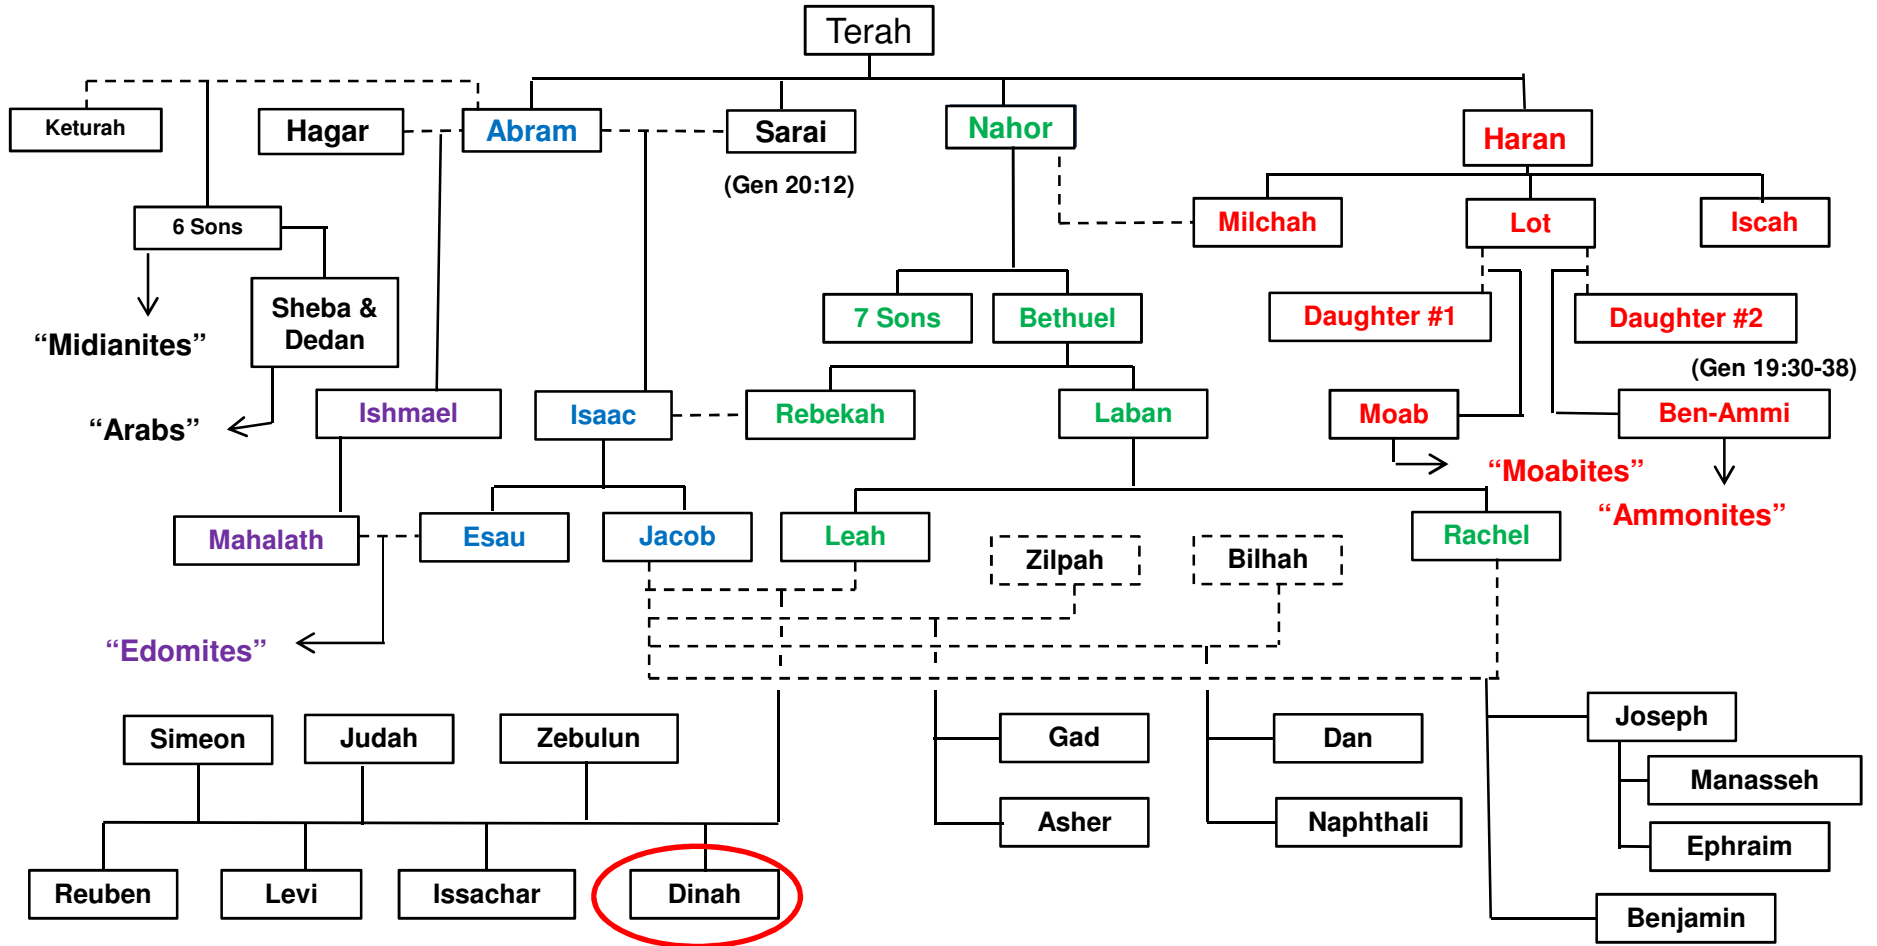 Terah
Keturah
Hagar
Abram
Sarai
Nahor
Haran
(Gen 20:12)
6 Sons
Milchah
Lot
Iscah
Sheba &
Dedan
7 Sons
Bethuel
Daughter #1
Daughter #2
“Midianites”
(Gen 19:30-38)
“Arabs”
Ishmael
Isaac
Rebekah
Laban
Moab
Ben-Ammi
“Moabites”
“Ammonites”
Mahalath
Esau
Jacob
Leah
Zilpah
Bilhah
Rachel
“Edomites”
Simeon
Judah
Zebulun
Gad
Dan
Joseph
Manasseh
Asher
Naphthali
Ephraim
Reuben
Levi
Issachar
Dinah
Benjamin